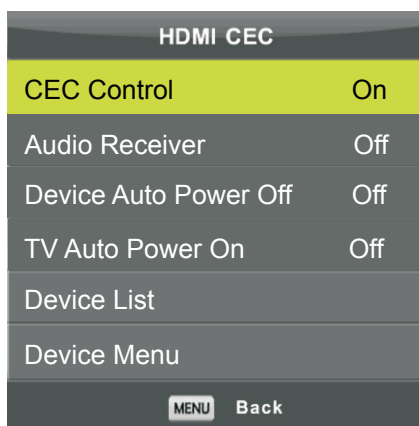 HDMI CEC
CEC Control On
Audio Receiver Off
Device Auto Power Off Off
TV Auto Power On Off
Device List
Device Menu
MENU Back